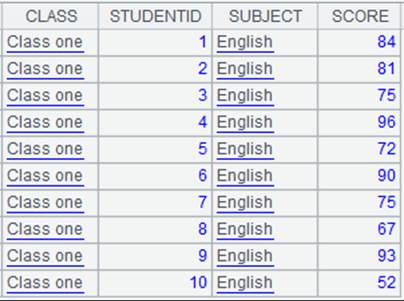 CLASS STUDENTID SUBJECT SCORE
Class one 1 English 84
Class one 2 English 81
Class one 3 English 75
Class one 4 English 96
Class one 5 English 72
Class one 6 English 90
Class one 7 English 75
Class one 8 English 67
Class one 9 English 93
Class one 10 English 52